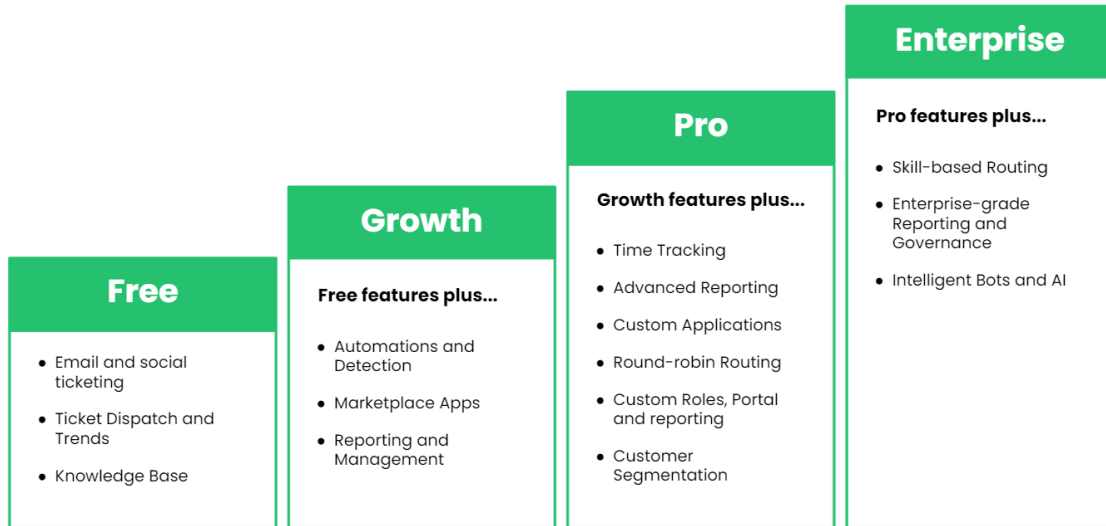 Free
• Email and social
ticketing
• Ticket Dispatch and
Trends
• Knowledge Base
Growth
Free features plus...
• Automations and
Detection
• Marketplace Apps
• Reporting and
Management
Pro
Growth features plus...
• Time Tracking
• Advanced Reporting
• Custom Applications
• Round-robin Routing
• Custom Roles, Portal
and reporting
• Customer
Segmentation
Enterprise
Pro features plus...
• Skill-based Routing
• Enterprise-grade
Reporting and
Governance
• Intelligent Bots and AI